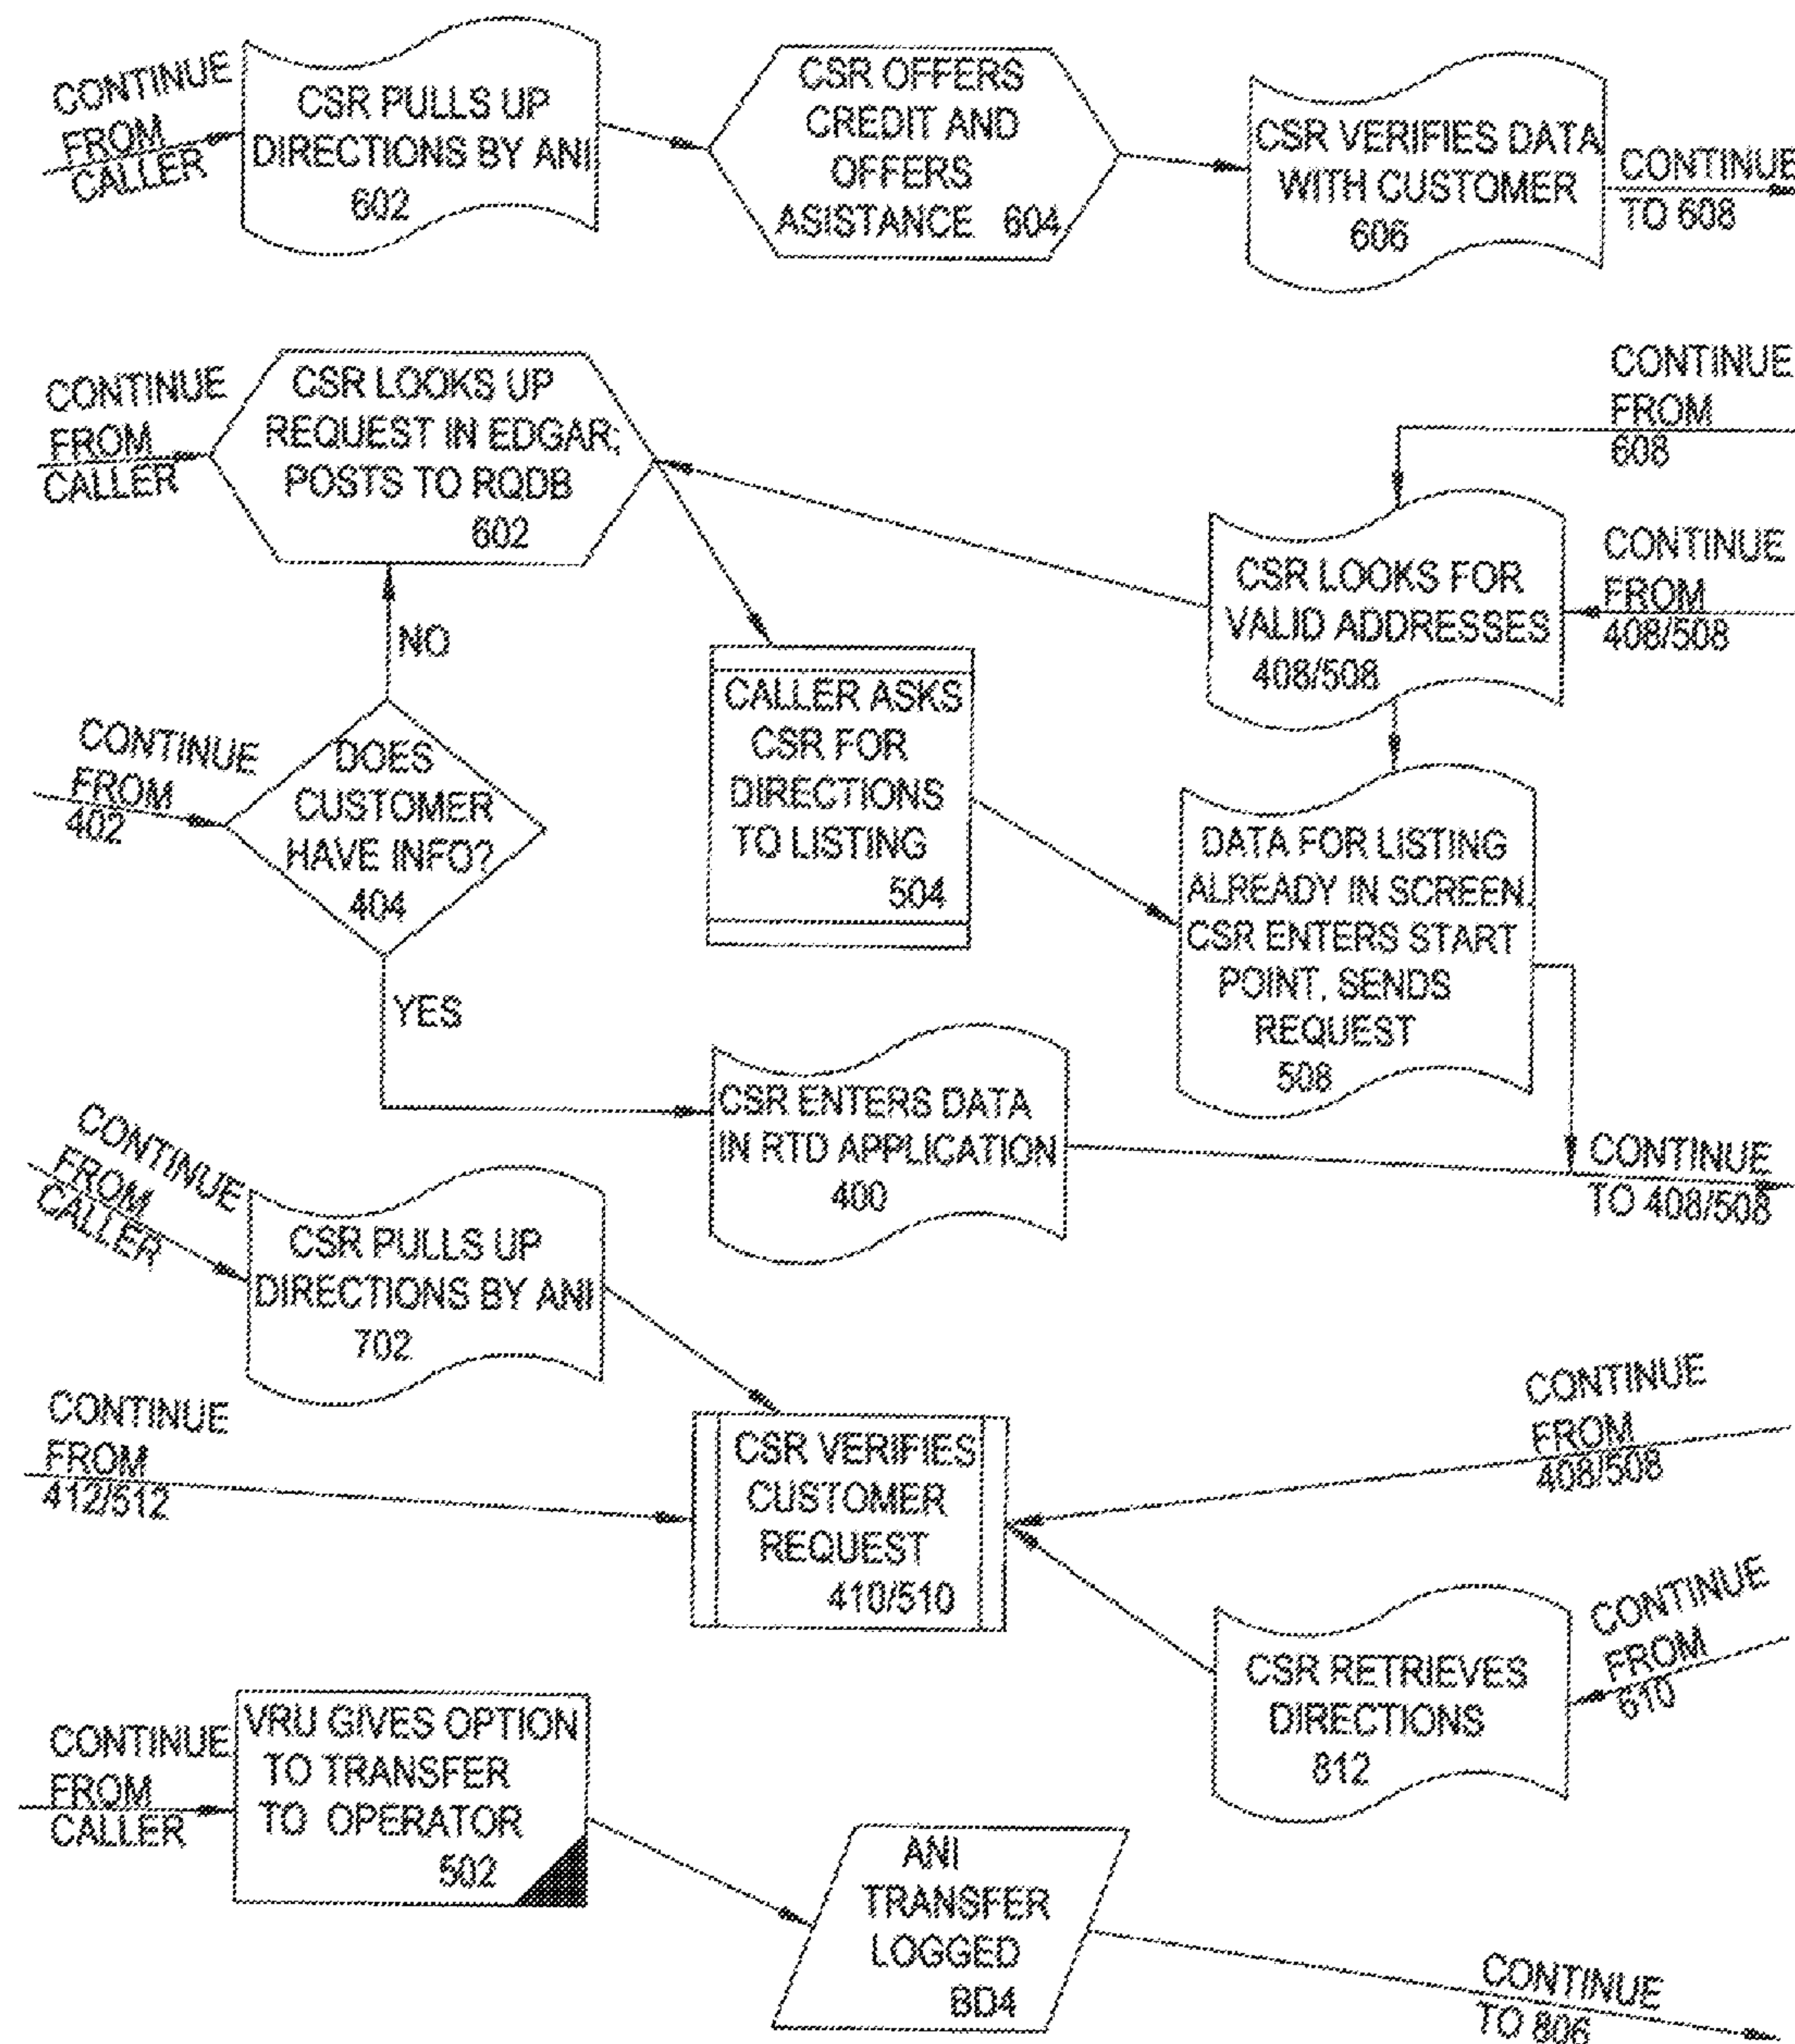 CONTINUE
FROM
CALLER
CSR PULLS UP
DIRECTIONS BY ANI
602
CSR OFFERS
CREDIT AND
OFFERS
ASISTANCE 604
CSR VERIFIES DATA
WITH CUSTOMER
606
CONTINUE
TO 608
CONTINUE
FROM
CALLER
CSR LOOKS UP
REQUEST IN EDGAR;
POSTS TO RQDB
602
CONTINUE
FROM
608
CSR LOOKS FOR
VALID ADDRESSES
408/508
CONTINUE
FROM
408/508
NO
CONTINUE
FROM
402
DOES
CUSTOMER
HAVE INFO?
404
YES
CALLER ASKS
CSR FOR
DIRECTIONS
TO LISTING
504
DATA FOR LISTING
ALREADY IN SCREEN.
CSR ENTERS START
POINT, SENDS
REQUEST
508
CSR ENTERS DATA
IN RTD APPLICATION
400
CONTINUE
TO 408/508
CONTINUE
FROM
CALLER
CSR PULLS UP
DIRECTIONS BY ANI
702
CONTINUE
FROM
412/512
CSR VERIFIES
CUSTOMER
REQUEST
410/510
CONTINUE
FROM
408/508
CSR RETRIEVES
DIRECTIONS
812
CONTINUE
FROM
610
CONTINUE
FROM
CALLER
VRU GIVES OPTION
TO TRANSFER
TO OPERATOR
502
ANI
TRANSFER
LOGGED
BD4
CONTINUE
TO 806